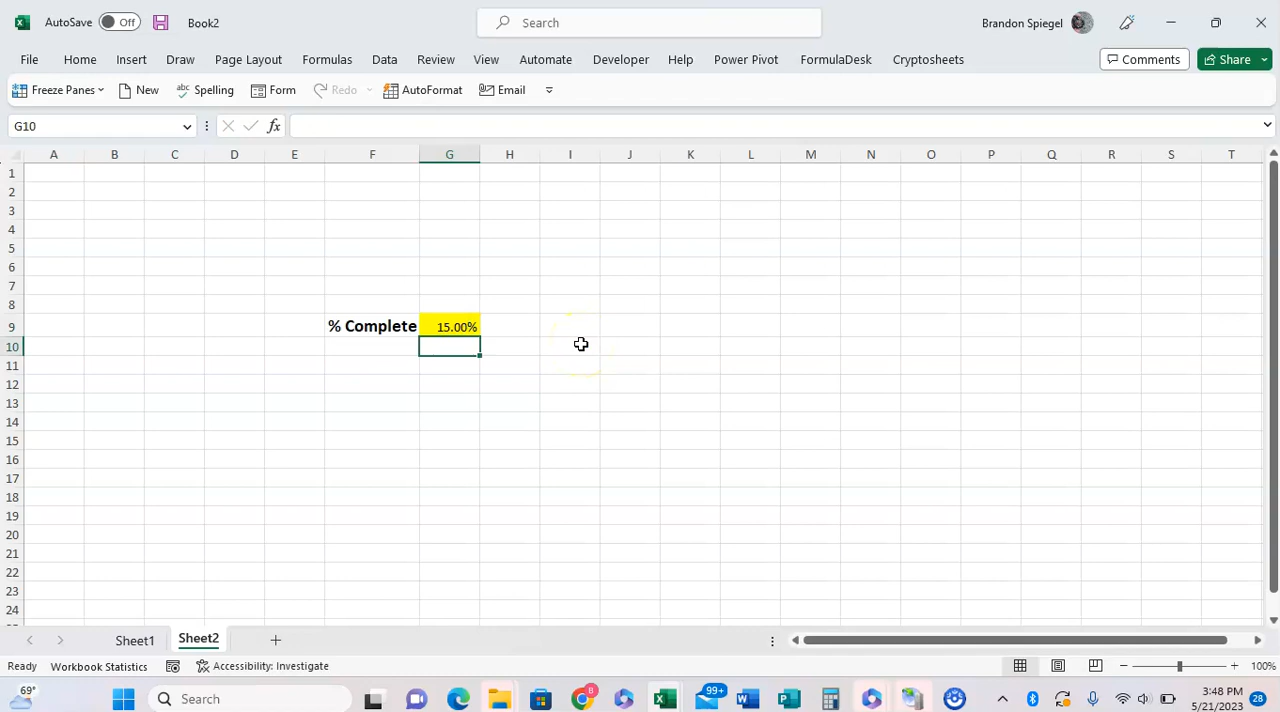 AutoSave Off Book2 Search Brandon Spiegel
File Home Insert Draw Page Layout Formulas Data Review View Automate Developer Help Power Pivot FormulaDesk Cryptosheets Comments Share
Freeze Panes New abc Spelling Form Redo AutoFormat Email
G10 fx
A B C D E F G H I J K L M N O P Q R S T
1
2
3
4
5
6
7
8
9 % Complete 15.00%
10
11
12
13
14
15
16
17
18
19
20
21
22
23
24
Sheet1 Sheet2
Ready Workbook Statistics Accessibility: Investigate 100%
69° Search B 99+ 3:48 PM
5/21/2023 28